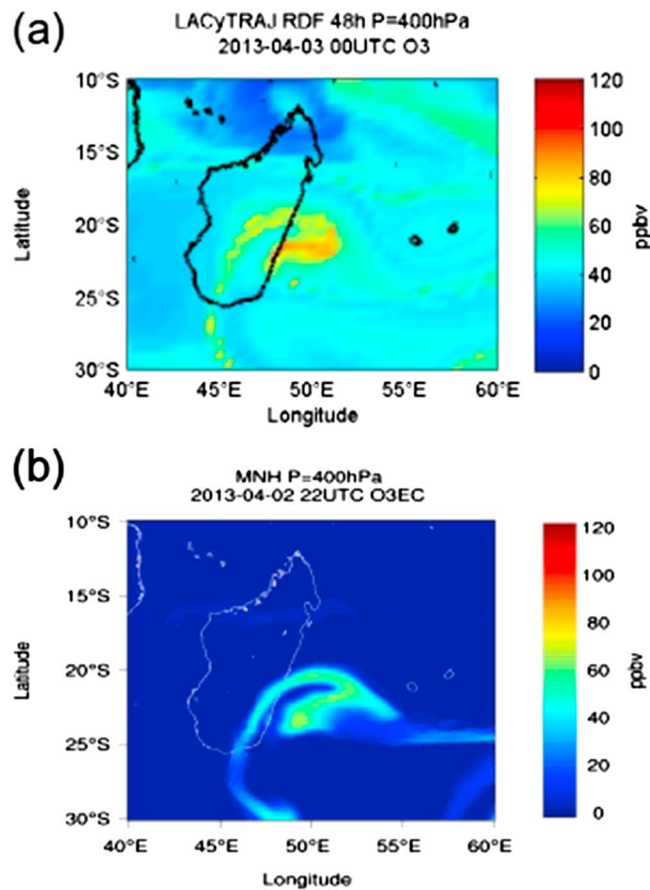 (a)
LACyTRAJ RDF 48h P=400hPa
2013-04-03 00UTC O3
10°S
15°S
20°S
25°S
30°S
Latitude
40°E
45°E
50°E
55°E
60°E
Longitude
120
100
80
60
40
20
0
ppbv
(b)
MNH P=400hPa
2013-04-02 22UTC O3EC
10°S
15°S
20°S
25°S
30°S
Latitude
40°E
45°E
50°E
55°E
60°E
Longitude
120
100
80
60
40
20
0
ppbv